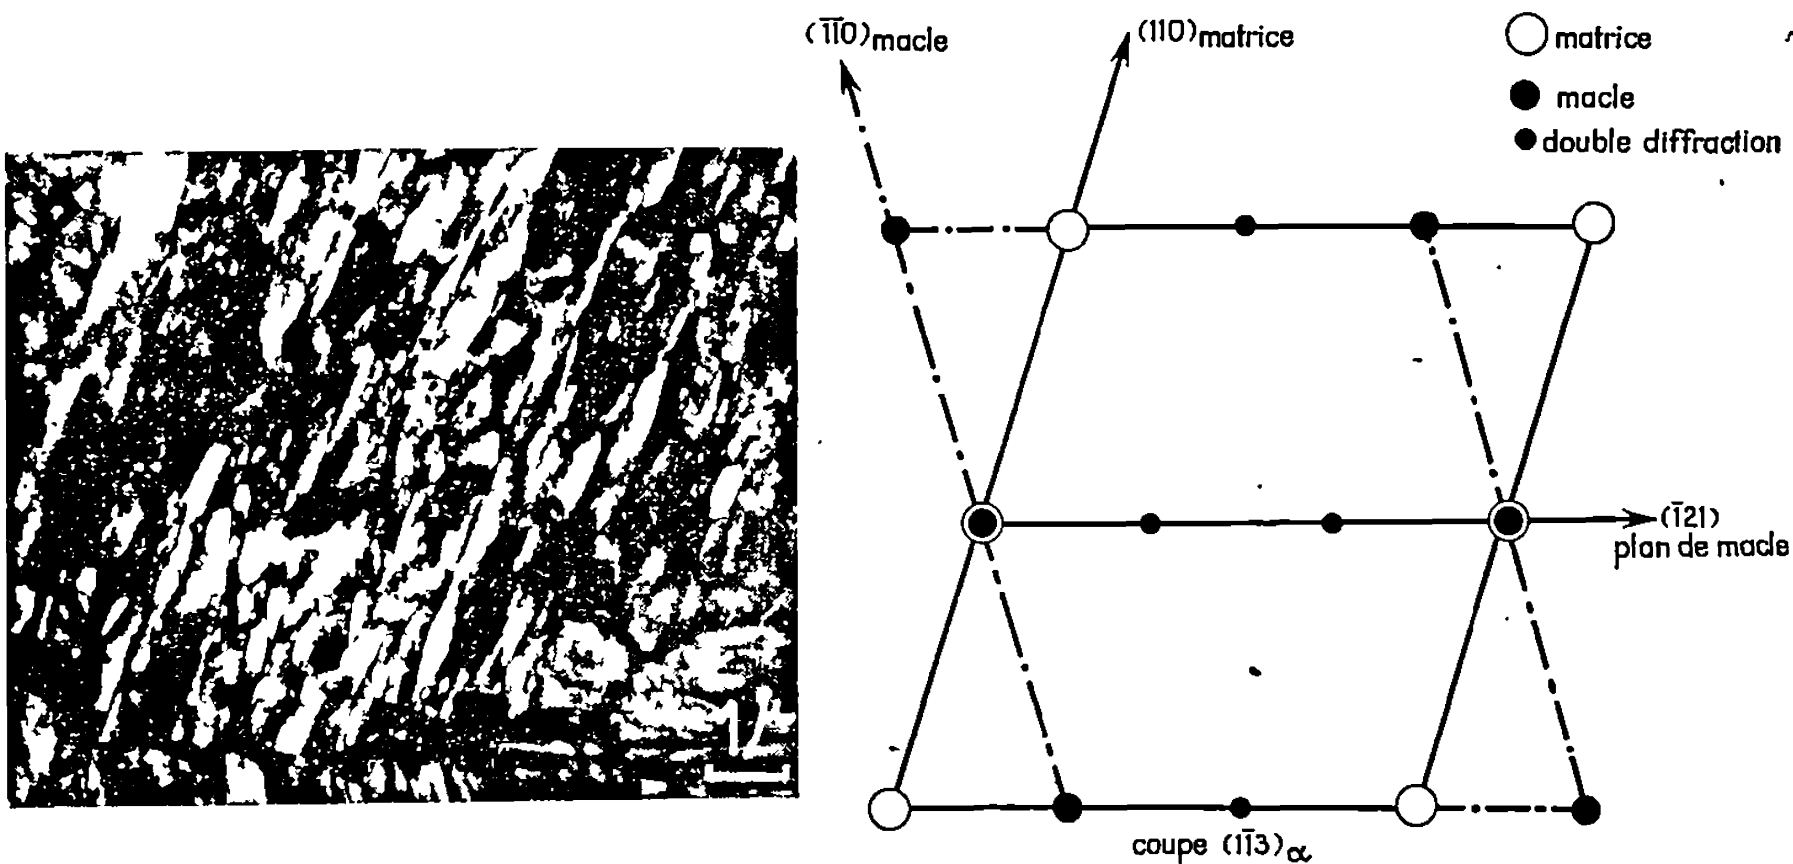 (1̅1̅0)macle
(110)matrice
matrice
macle
double diffraction
(1̅21)
plan de macle
coupe (11̅3)α